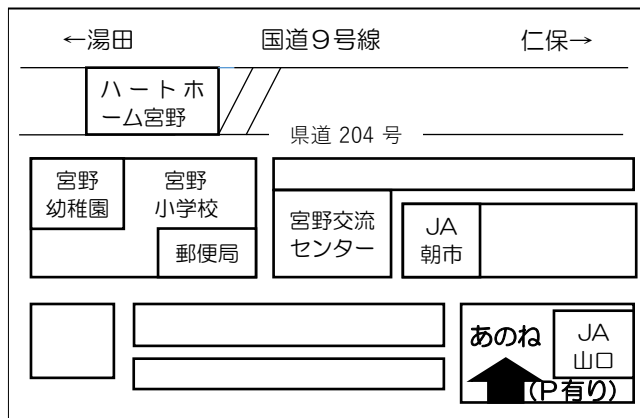 ←湯田 国道9号線 仁保→
ハートホ
ーム宮野
県道 204 号
宮野
幼稚園
宮野
小学校
郵便局
宮野交流
センター
JA
朝市
あのね
JA
山口
(P有り)